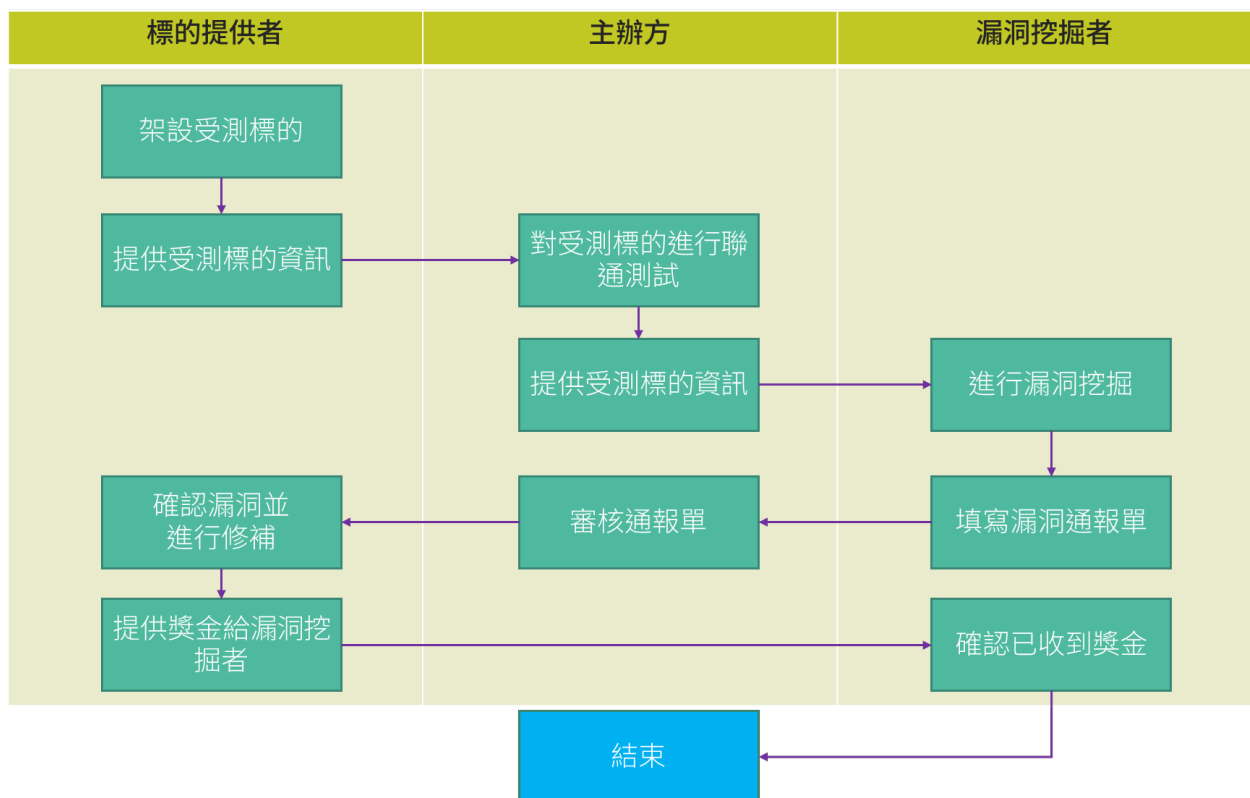 標的提供者
主辦方
漏洞挖掘者
架設受測標的
提供受測標的資訊
對受測標的進行聯
通測試
提供受測標的資訊
進行漏洞挖掘
確認漏洞並
進行修補
審核通報單
填寫漏洞通報單
提供獎金給漏洞挖
掘者
確認已收到獎金
結束